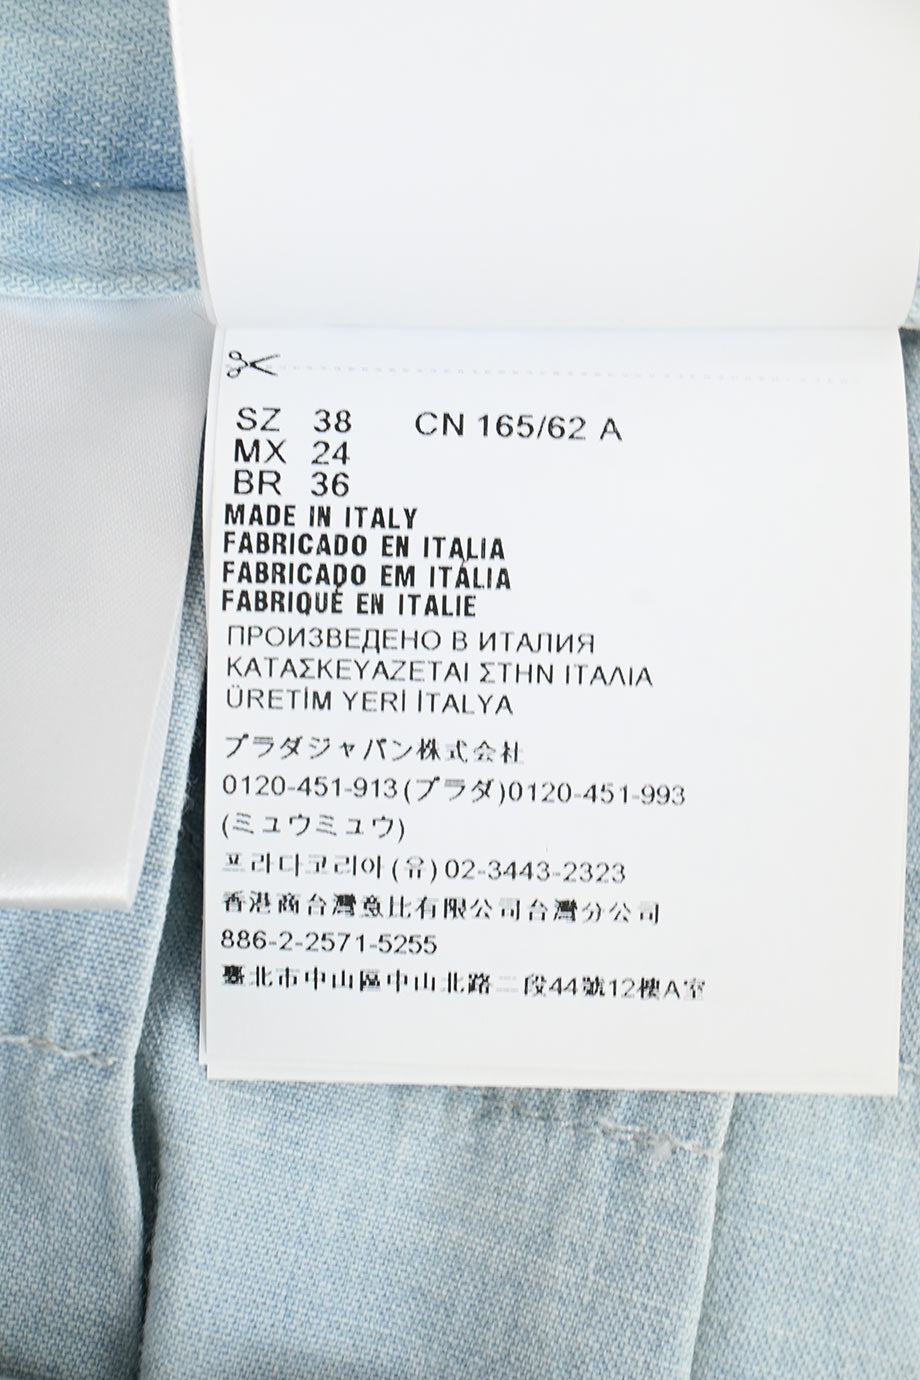 SZ 38 CN 165/62 A
MX 24
BR 36
MADE IN ITALY
FABRICADO EN ITALIA
FABRICADO EM ITÁLIA
FABRIQUÉ EN ITALIE
ПРОИЗВЕДЕНО В ИТАЛИЯ
ΚΑΤΑΣΚΕΥΑΖΕΤΑΙ ΣΤΗΝ ΙΤΑΛΙΑ
ÜRETİM YERİ İTALYA
プラダジャパン株式会社
0120-451-913(プラダ)0120-451-993
(ミュウミュウ)
프라다코리아(유)02-3443-2323
香港商台灣意比有限公司台灣分公司
886-2-2571-5255
臺北市中山區中山北路二段44號12樓A室